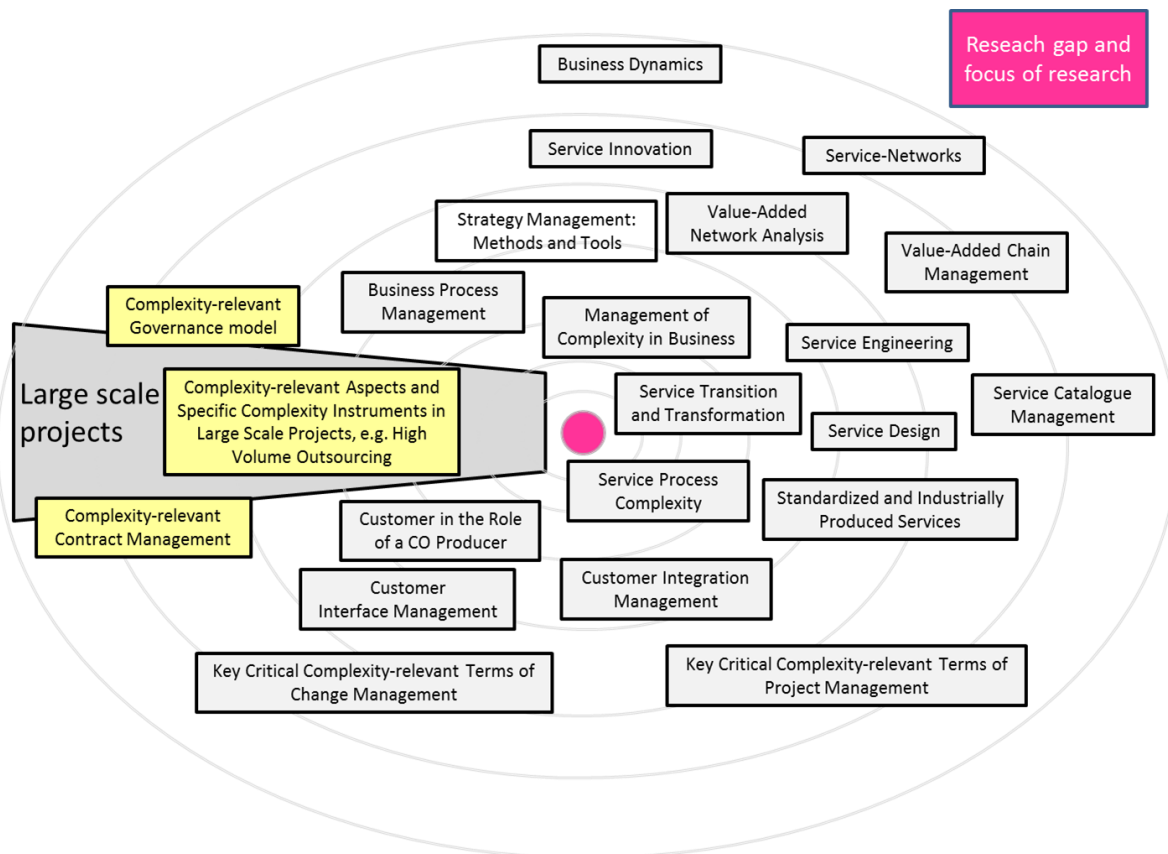 Reseach gap and
focus of research
Business Dynamics
Service Innovation
Service-Networks
Strategy Management:
Methods and Tools
Value-Added
Network Analysis
Value-Added Chain
Management
Business Process
Management
Complexity-relevant
Governance model
Management of
Complexity in Business
Service Engineering
Large scale
projects
Complexity-relevant Aspects and
Specific Complexity Instruments in
Large Scale Projects, e.g. High
Volume Outsourcing
Service Transition
and Transformation
Service Catalogue
Management
Service Design
Service Process
Complexity
Standardized and Industrially
Produced Services
Complexity-relevant
Contract Management
Customer in the Role
of a CO Producer
Customer
Interface Management
Customer Integration
Management
Key Critical Complexity-relevant Terms of
Change Management
Key Critical Complexity-relevant Terms of
Project Management